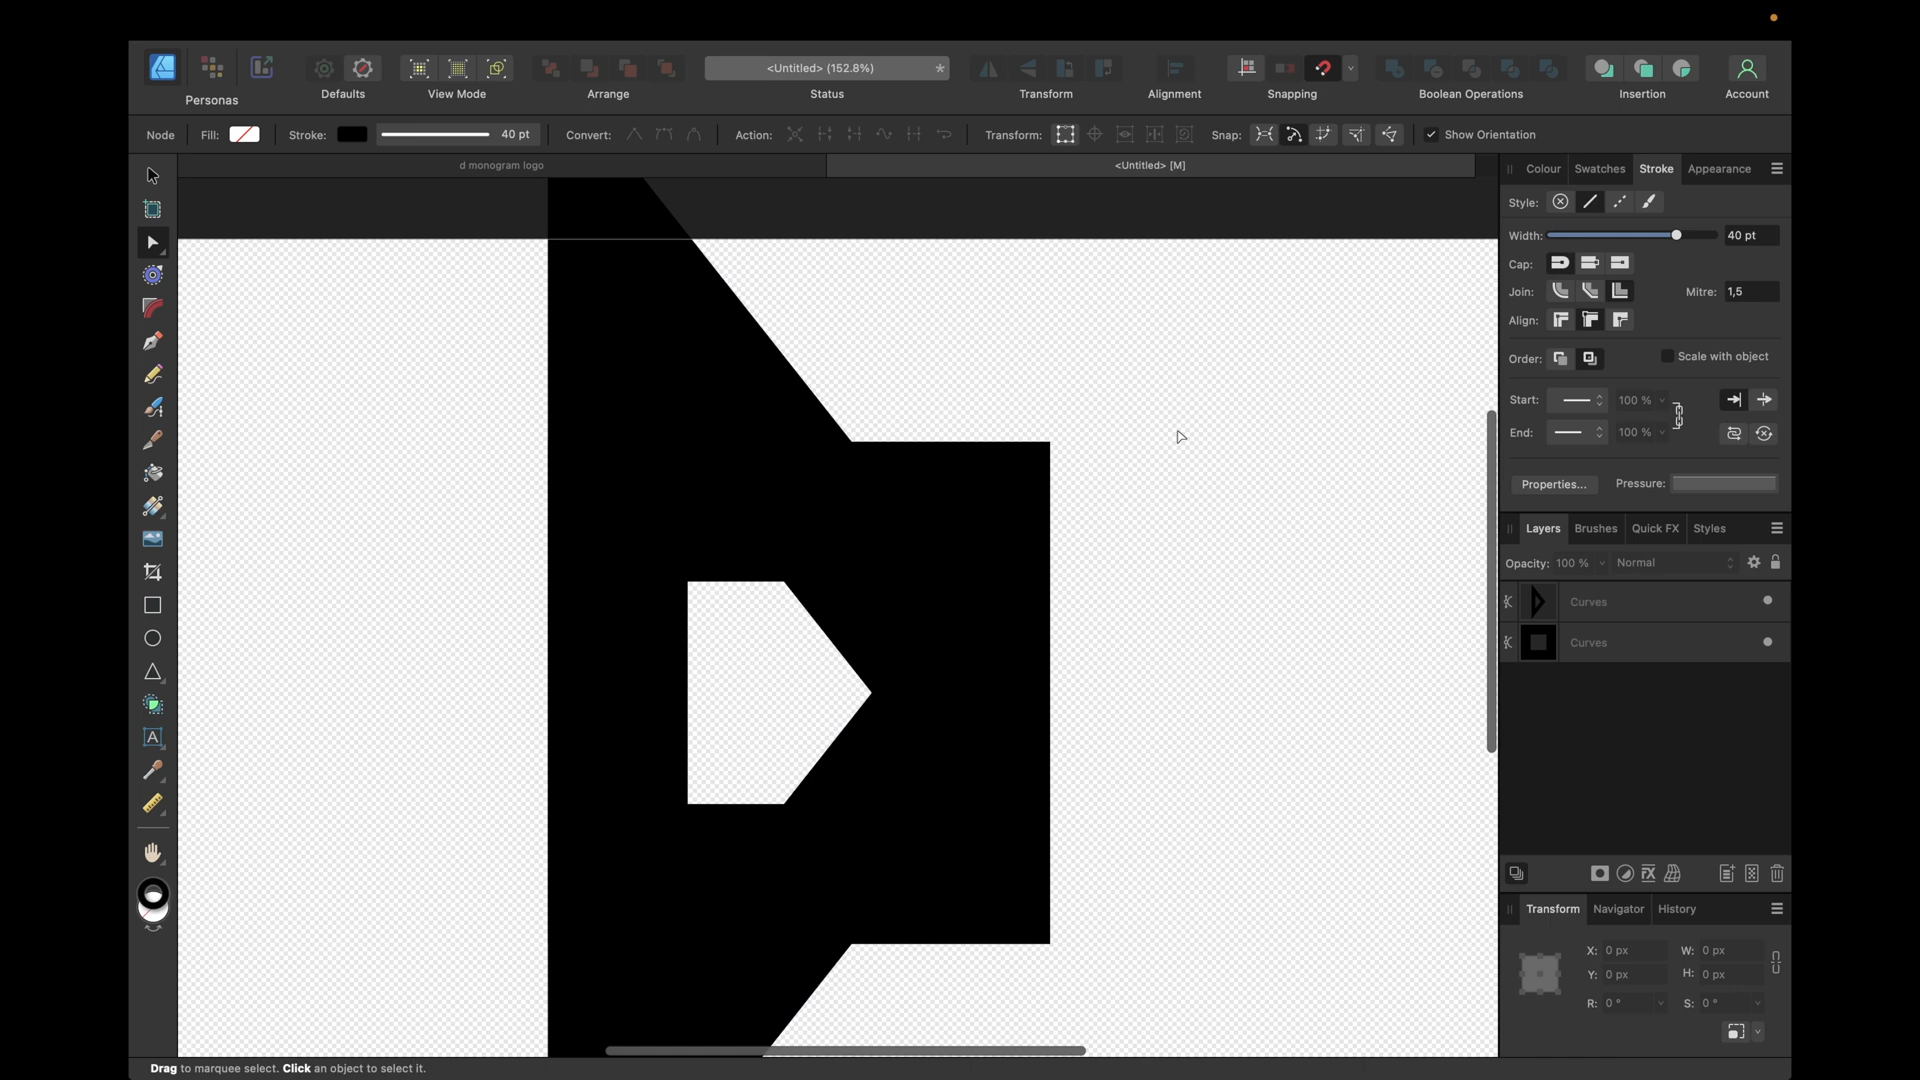 <Untitled> (152.8%)
*
Personas
Defaults
View Mode
Arrange
Status
Transform
Alignment
Snapping
Boolean Operations
Insertion
Account
Node
Fill:
Stroke:
40 pt
Convert:
Action:
Transform:
Snap:
Show Orientation
d monogram logo
<Untitled> [M]
Colour
Swatches
Stroke
Appearance
Style:
Width:
40 pt
Cap:
Join:
Mitre:
1,5
Align:
Order:
Scale with object
Start:
100 %
End:
100 %
Properties...
Pressure:
Layers
Brushes
Quick FX
Styles
Opacity:
100 %
Normal
Curves
Curves
FX
A
Transform
Navigator
History
X:
0 px
W:
0 px
Y:
0 px
H:
0 px
R:
0 °
S:
0 °
Drag to marquee select. Click an object to select it.